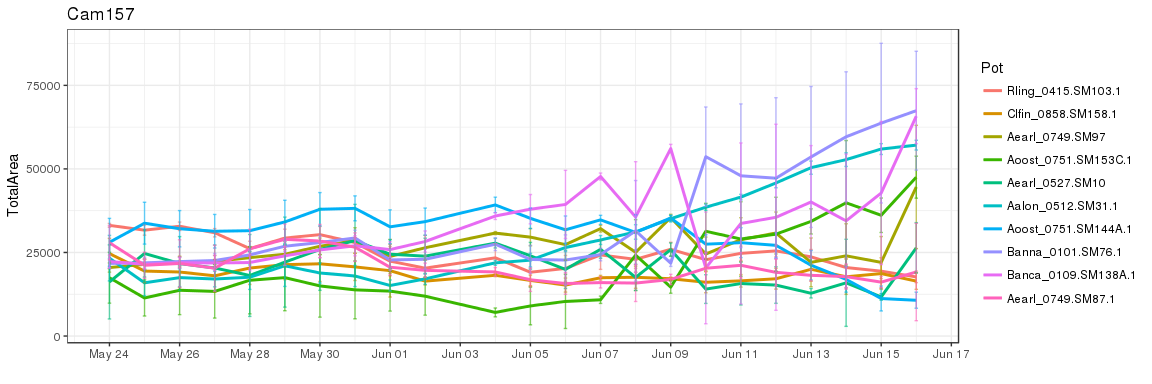 Cam157
TotalArea
75000
50000
25000
0
May 24
May 26
May 28
May 30
Jun 01
Jun 03
Jun 05
Jun 07
Jun 09
Jun 11
Jun 13
Jun 15
Jun 17
Pot
Rling_0415.SM103.1
Clfin_0858.SM158.1
Aearl_0749.SM97
Aoost_0751.SM153C.1
Aearl_0527.SM10
Aalon_0512.SM31.1
Aoost_0751.SM144A.1
Banna_0101.SM76.1
Banca_0109.SM138A.1
Aearl_0749.SM87.1